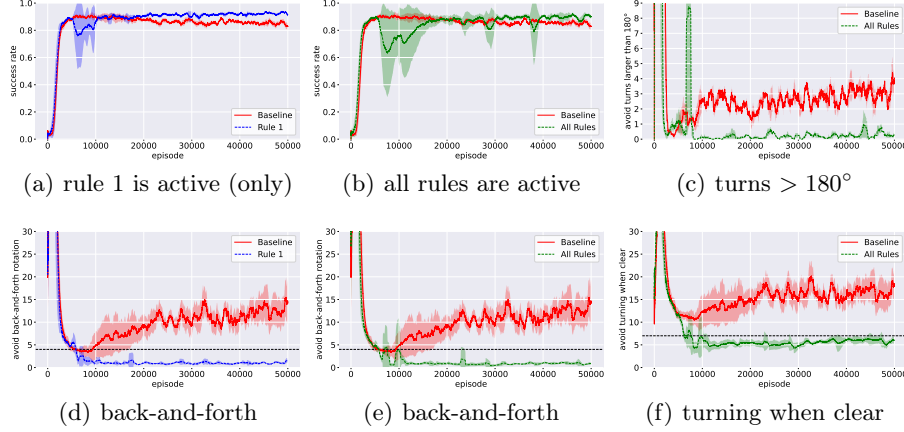 success rate
1.0
0.8
0.6
0.4
0.2
0.0
Baseline
Rule 1
0 10000 20000 30000 40000 50000
episode
(a) rule 1 is active (only)
success rate
1.0
0.8
0.6
0.4
0.2
0.0
Baseline
All Rules
0 10000 20000 30000 40000 50000
episode
(b) all rules are active
avoid turns larger than 180°
9
8
7
6
5
4
3
2
1
0
Baseline
All Rules
0 10000 20000 30000 40000 50000
episode
(c) turns > 180°
avoid back-and-forth rotation
30
25
20
15
10
5
0
Baseline
Rule 1
0 10000 20000 30000 40000 50000
episode
(d) back-and-forth
avoid back-and-forth rotation
30
25
20
15
10
5
0
Baseline
All Rules
0 10000 20000 30000 40000 50000
episode
(e) back-and-forth
avoid turning when clear
30
25
20
15
10
5
0
Baseline
All Rules
0 10000 20000 30000 40000 50000
episode
(f) turning when clear